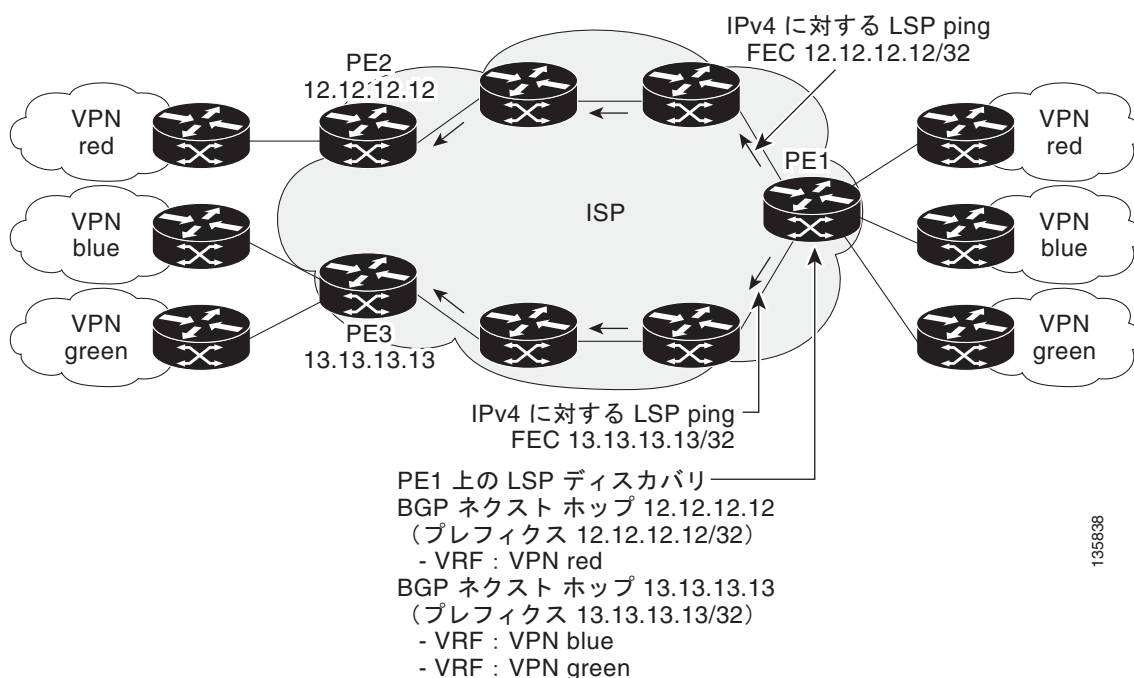 IPv4 に対する LSP ping
FEC 12.12.12.12/32
PE2
12.12.12.12
VPN
red
VPN
red
PE1
ISP
VPN
blue
VPN
blue
VPN
green
PE3
13.13.13.13
VPN
green
IPv4 に対する LSP ping
FEC 13.13.13.13/32
PE1 上の LSP ディスカバリ
BGP ネクスト ホップ 12.12.12.12
（プレフィクス 12.12.12.12/32）
- VRF：VPN red
BGP ネクスト ホップ 13.13.13.13
（プレフィクス 13.13.13.13/32）
- VRF：VPN blue
- VRF：VPN green
135838